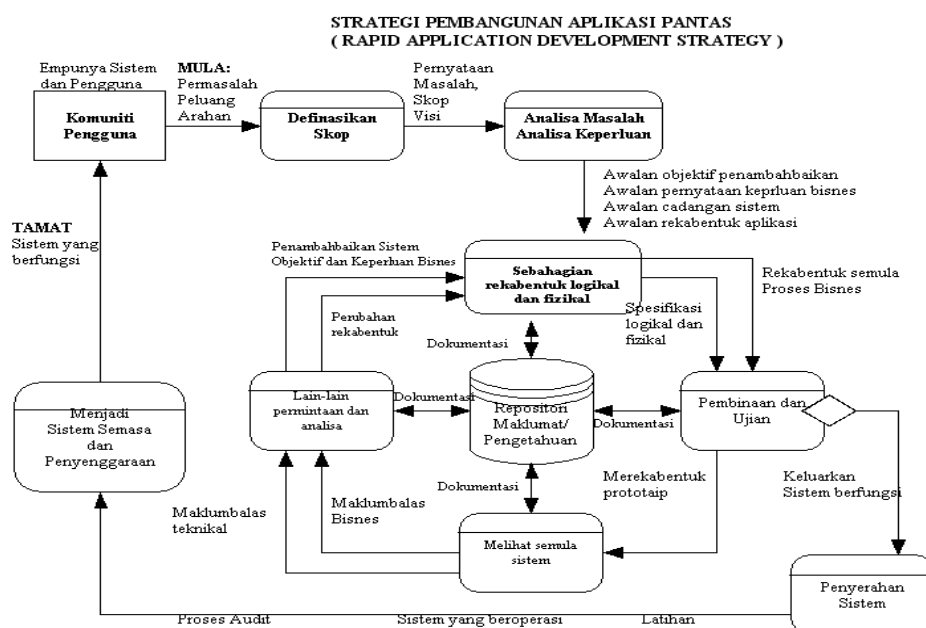 STRATEGI PEMBANGUNAN APLIKASI PANTAS
( RAPID APPLICATION DEVELOPMENT STRATEGY )
Empunya Sistem
dan Pengguna
Komuniti
Pengguna
MULA:
Permasalah
Peluang
Arahan
Definasikan
Skop
Pernyataan
Masalah,
Skop
Visi
Analisa Masalah
Analisa Keperluan
Awalan objektif penambahbaikan
Awalan pernyataan keprluan bisnes
Awalan cadangan sistem
Awalan rekabentuk aplikasi
TAMAT
Sistem yang
berfungsi
Penambahbaikan Sistem
Objektif dan Keperluan Bisnes
Sebahagian
rekabentuk logikal
dan fizikal
Rekabentuk semula
Proses Bisnes
Spesifikasi
logikal dan
fizikal
Perubahan
rekabentuk
Dokumentasi
Lain-lain
permintaan dan
analisa
Dokumentasi
Repositori
Maklumat/
Pengetahuan
Dokumentasi
Pembinaan dan
Ujian
Menjadi
Sistem Semasa
dan
Penyenggaraan
Dokumentasi
Merekabentuk
prototaip
Keluarkan
Sistem berfungsi
Maklumbalas
teknikal
Maklumbalas
Bisnes
Melihat semula
sistem
Penyerahan
Sistem
Proses Audit
Sistem yang beroperasi
Latihan